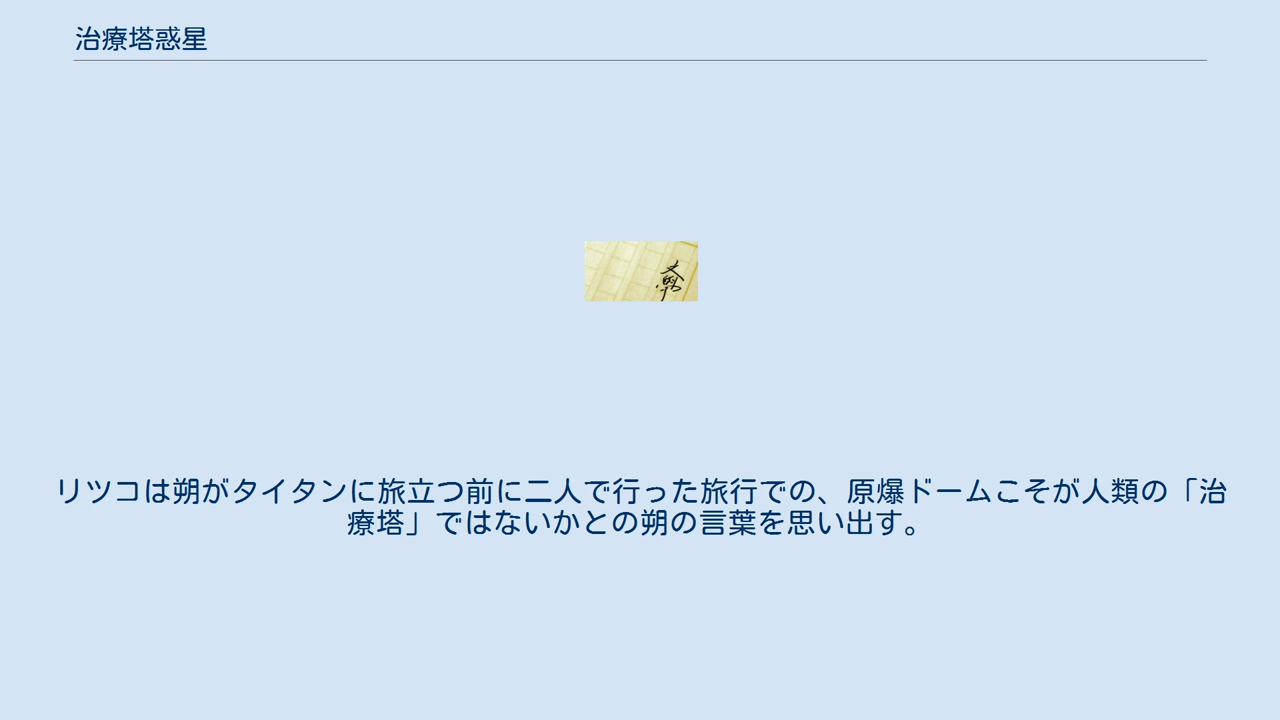 治療塔惑星
リツコは朔がタイタンに旅立つ前に二人で行った旅行での、原爆ドームこそが人類の「治
療塔」ではないかとの朔の言葉を思い出す。